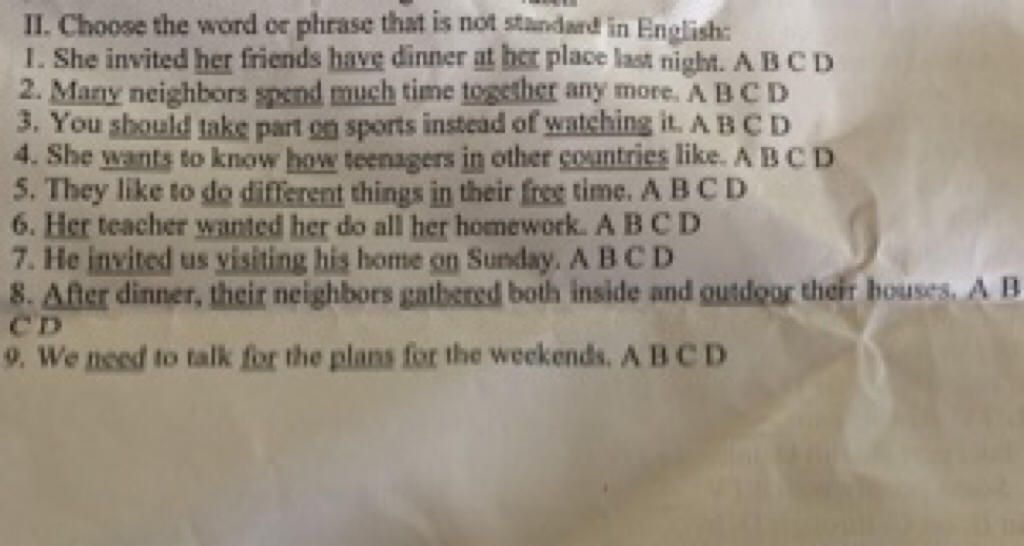 II. Choose the word or phrase that is not standard in English:
1. She invited her friends have dinner at her place last night. A B C D
2. Many neighbors spend much time together any more. A B C D
3. You should take part on sports instead of watching it. A B C D
4. She wants to know how teenagers in other countries like. A B C D
5. They like to do different things in their free time. A B C D
6. Her teacher wanted her do all her homework. A B C D
7. He invited us visiting his home on Sunday. A B C D
8. After dinner, their neighbors gathered both inside and outdoor their houses. A B
C D
9. We need to talk for the plans for the weekends. A B C D